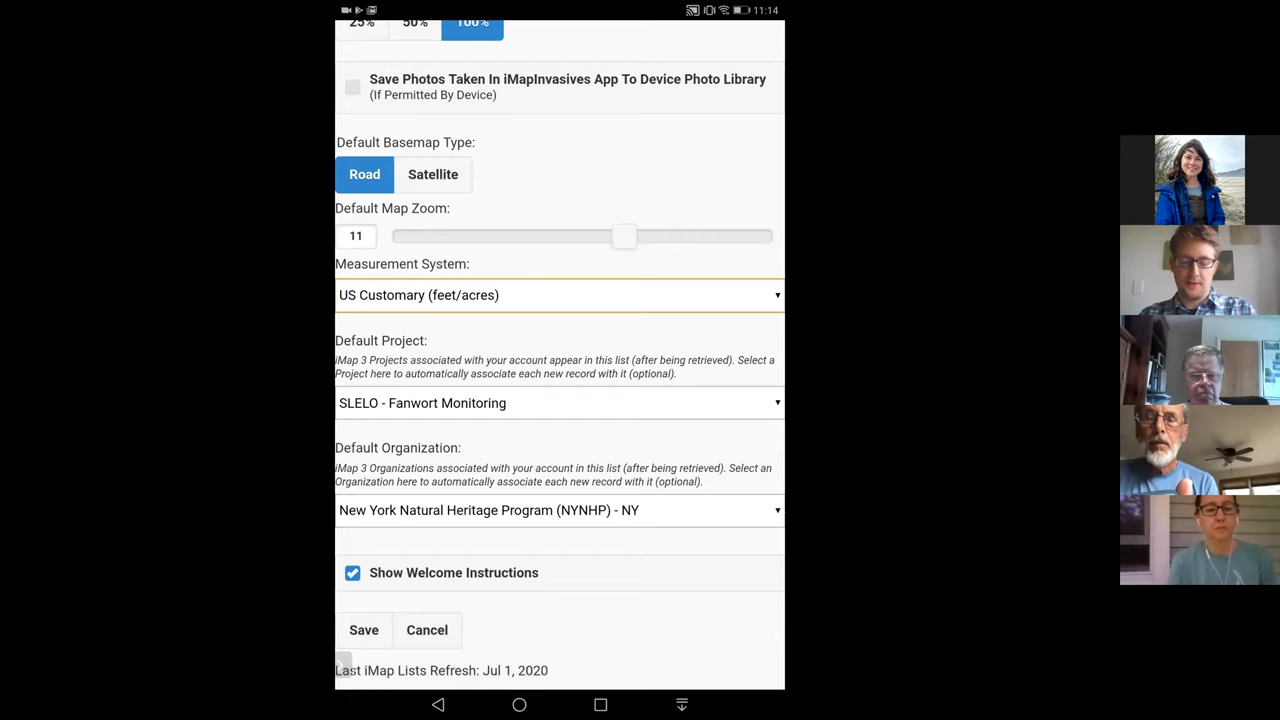 11:14
25% 50% 100%
Save Photos Taken In iMapInvasives App To Device Photo Library
(If Permitted By Device)
Default Basemap Type:
Road Satellite
Default Map Zoom:
11
Measurement System:
US Customary (feet/acres)
Default Project:
iMap 3 Projects associated with your account appear in this list (after being retrieved). Select a
Project here to automatically associate each new record with it (optional).
SLELO - Fanwort Monitoring
Default Organization:
iMap 3 Organizations associated with your account in this list (after being retrieved). Select an
Organization here to automatically associate each new record with it (optional).
New York Natural Heritage Program (NYNHP) - NY
Show Welcome Instructions
Save Cancel
Last iMap Lists Refresh: Jul 1, 2020